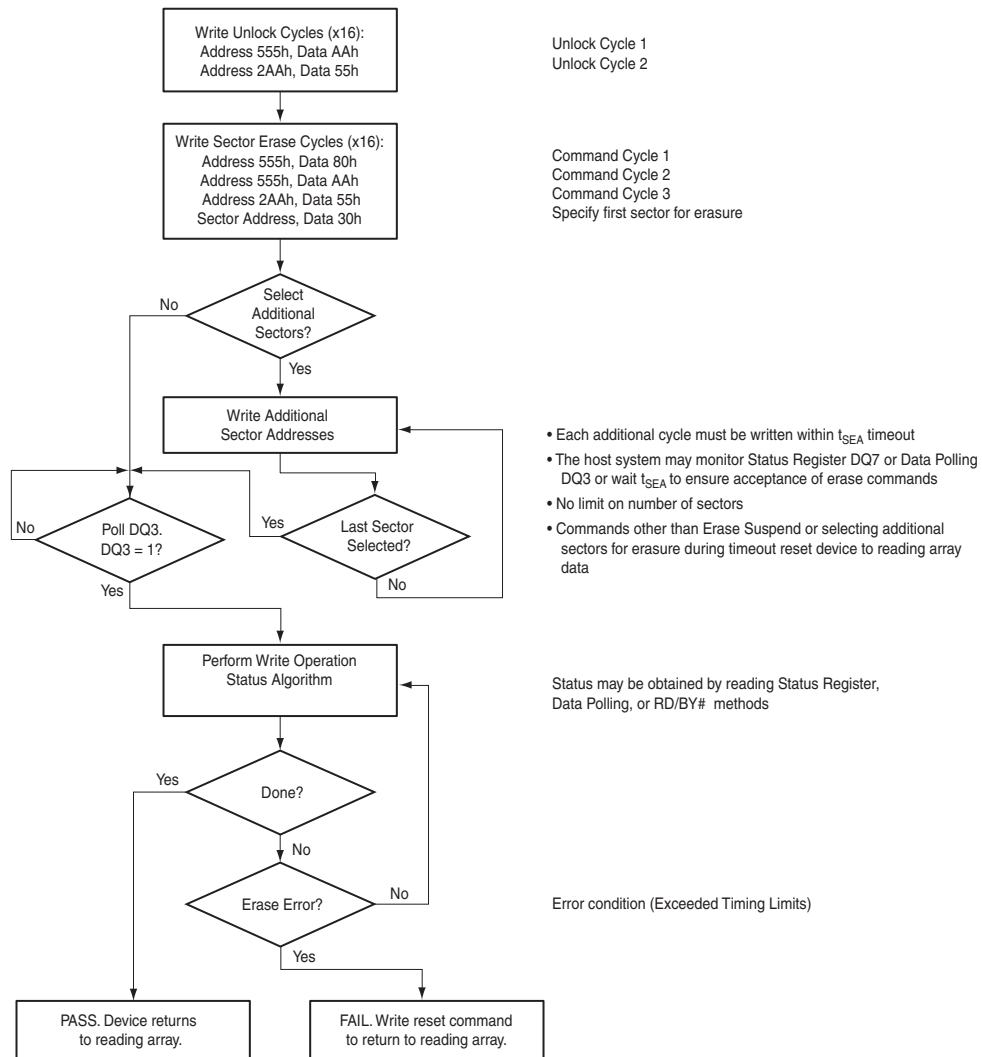 Write Unlock Cycles (x16):
Address 555h, Data AAh
Address 2AAh, Data 55h
Unlock Cycle 1
Unlock Cycle 2
Write Sector Erase Cycles (x16):
Address 555h, Data 80h
Address 555h, Data AAh
Address 2AAh, Data 55h
Sector Address, Data 30h
Command Cycle 1
Command Cycle 2
Command Cycle 3
Specify first sector for erasure
No
Select
Additional
Sectors?
Yes
Write Additional
Sector Addresses
• Each additional cycle must be written within tSEA timeout
• The host system may monitor Status Register DQ7 or Data Polling
DQ3 or wait tSEA to ensure acceptance of erase commands
• No limit on number of sectors
• Commands other than Erase Suspend or selecting additional
sectors for erasure during timeout reset device to reading array
data
No
Poll DQ3.
DQ3 = 1?
Yes
Yes
Last Sector
Selected?
No
Perform Write Operation
Status Algorithm
Status may be obtained by reading Status Register,
Data Polling, or RD/BY# methods
Yes
Done?
No
Erase Error?
No
Error condition (Exceeded Timing Limits)
Yes
PASS. Device returns
to reading array.
FAIL. Write reset command
to return to reading array.